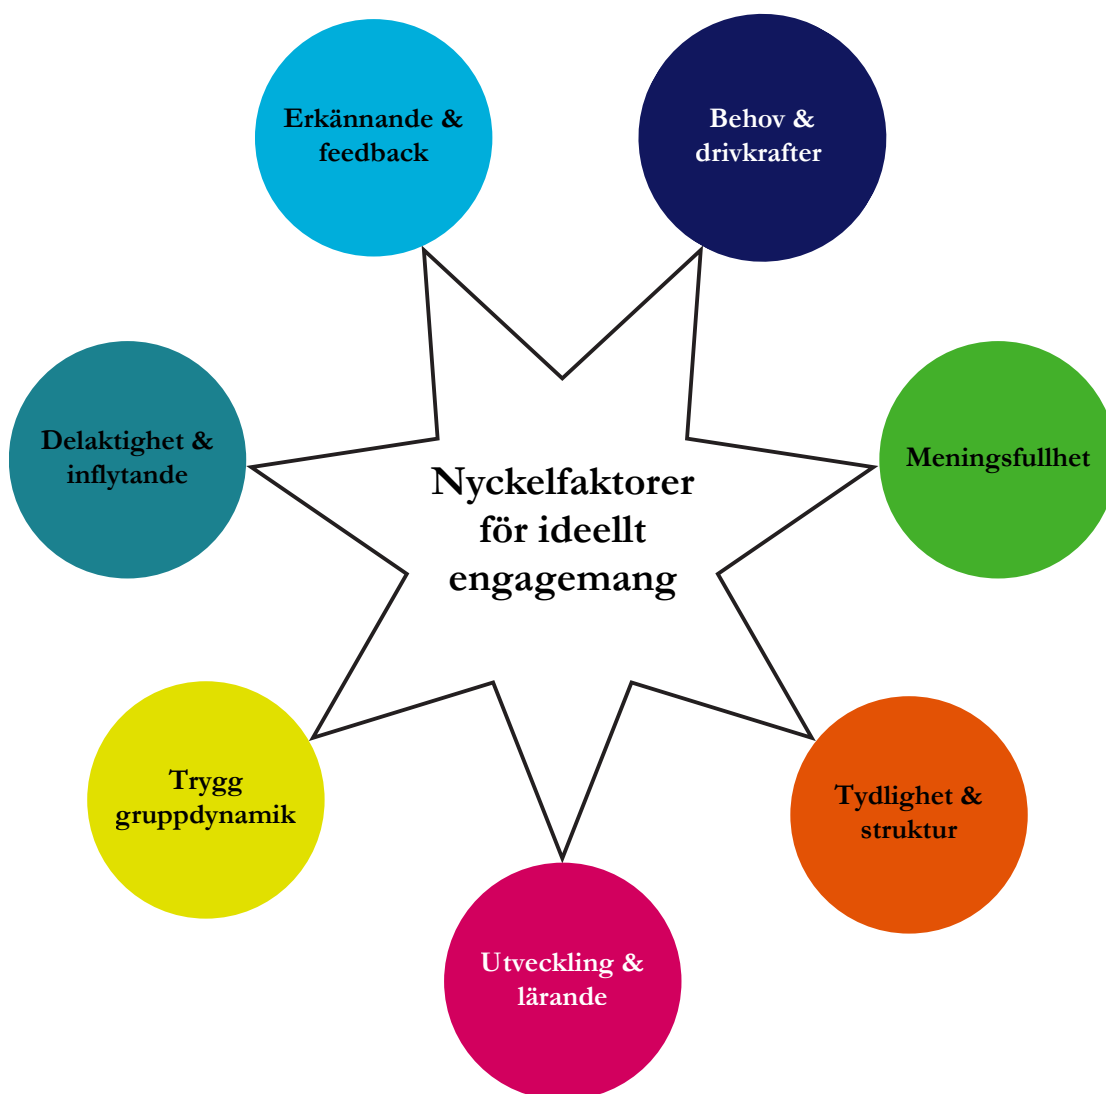 Erkännande &
feedback
Behov &
drivkrafter
Delaktighet &
inflytande
Meningsfullhet
Nyckelfaktorer
för ideellt
engagemang
Trygg
gruppdynamik
Tydlighet &
struktur
Utveckling &
lärande